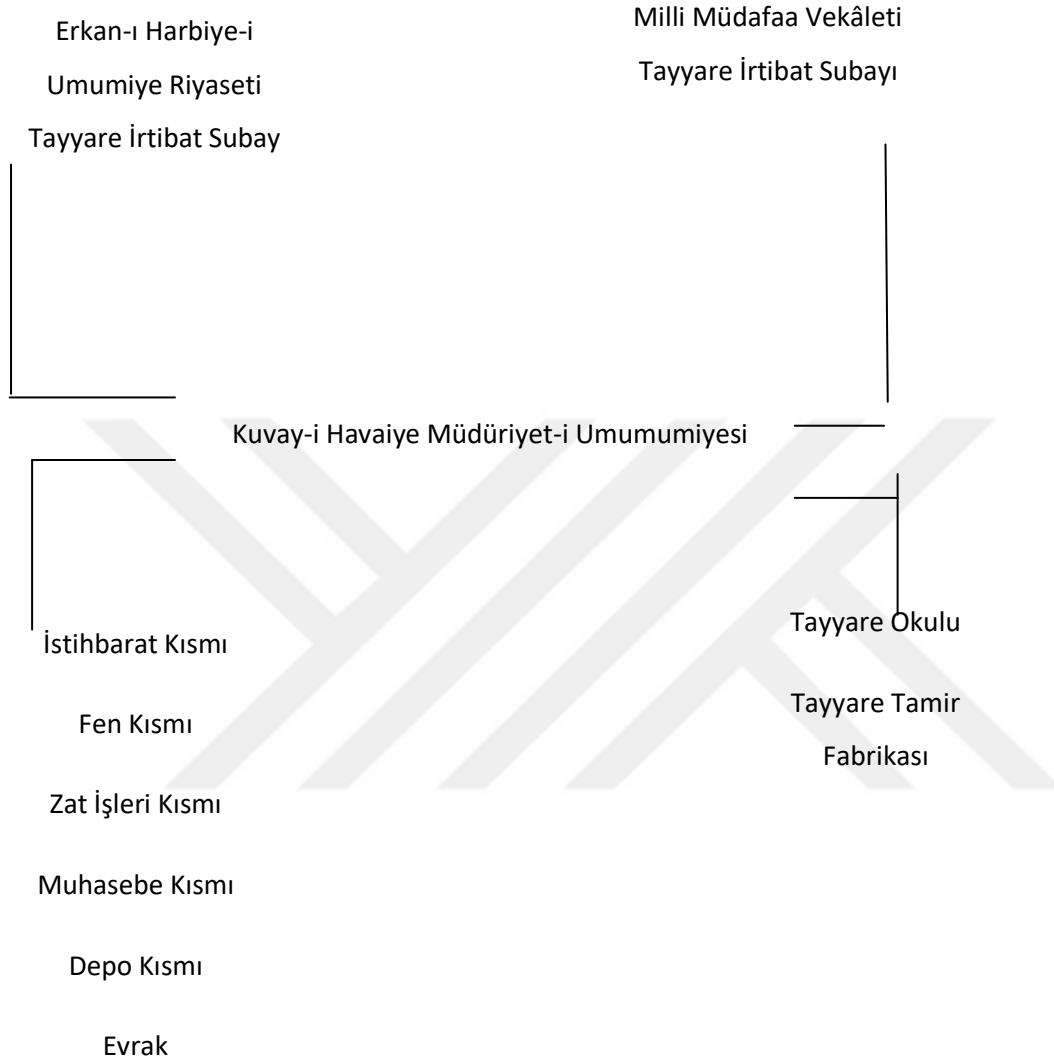 Erkan-ı Harbiye-i
Umumiye Riyaseti
Tayyare İrtibat Subay
Milli Müdafaa Vekâleti
Tayyare İrtibat Subayı
Kuvay-i Havaiye Müdüriyet-i Umumumiyesi
İstihbarat Kısmı
Fen Kısmı
Zat İşleri Kısmı
Muhasebe Kısmı
Depo Kısmı
Evrak
Tayyare Okulu
Tayyare Tamir
Fabrikası